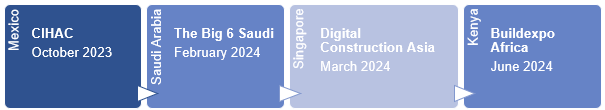 Mexico
CIHAC
October 2023
Saudi Arabia
The Big 6 Saudi
February 2024
Singapore
Digital
Construction Asia
March 2024
Kenya
Buildexpo
Africa
June 2024